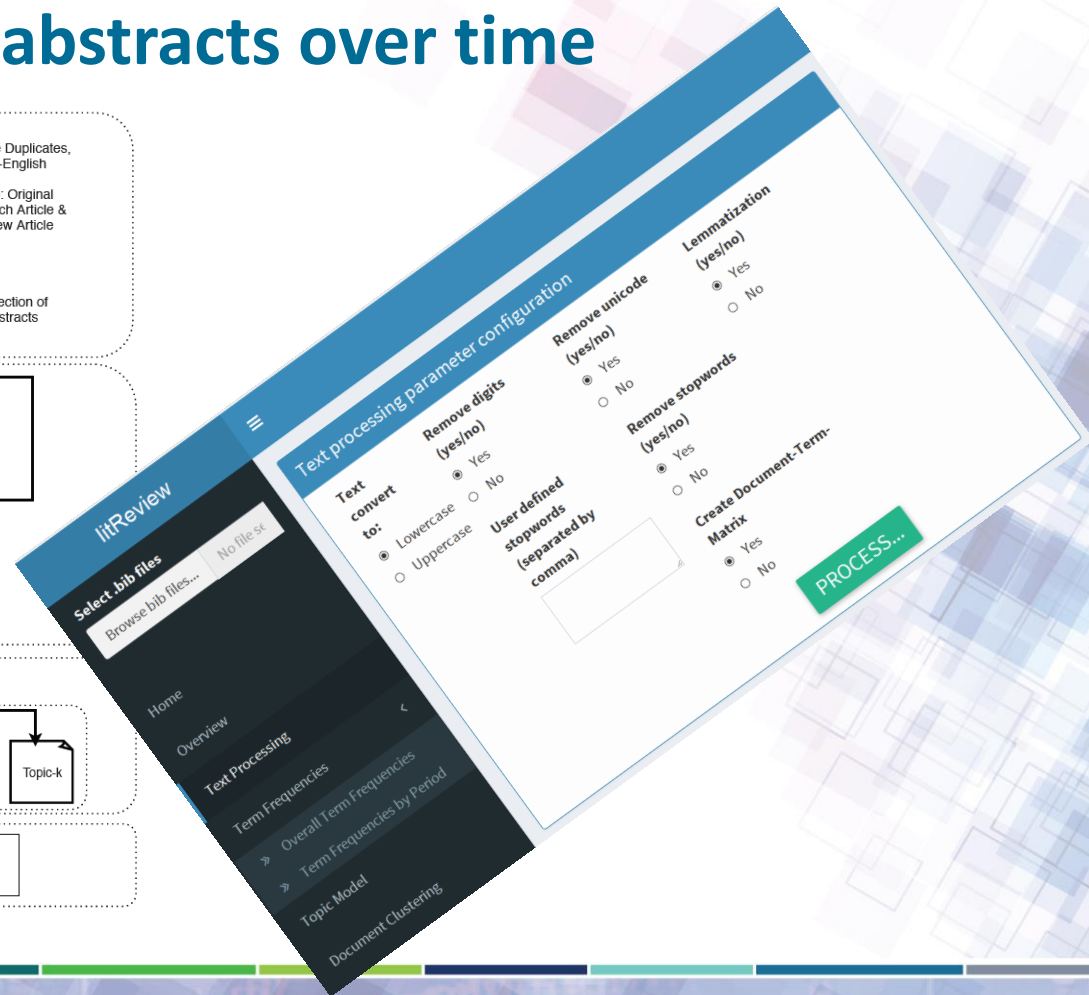 abstracts over time
Duplicates,
-English
: Original
ch Article &
ew Article
ection of
stracts
Topic-k
litReview
Select .bib files
Browse bib files...
No file se
Home
Overview
Text Processing
Term Frequencies
» Overall Term Frequencies
» Term Frequencies by Period
Topic Model
Document Clustering
Text processing parameter configuration
Text
convert
to:
Lowercase
Uppercase
Remove digits
(yes/no)
Yes
No
Remove unicode
(yes/no)
Yes
No
Lemmatization
(yes/no)
Yes
No
User defined
stopwords
(separated by
comma)
Remove stopwords
(yes/no)
Yes
No
Create Document-Term-
Matrix
Yes
No
PROCESS...